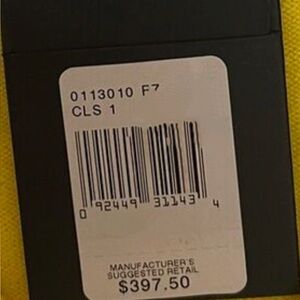 0113010 F7
CLS 1
0 92449 31143 4
MANUFACTURER'S
SUGGESTED RETAIL
$397.50